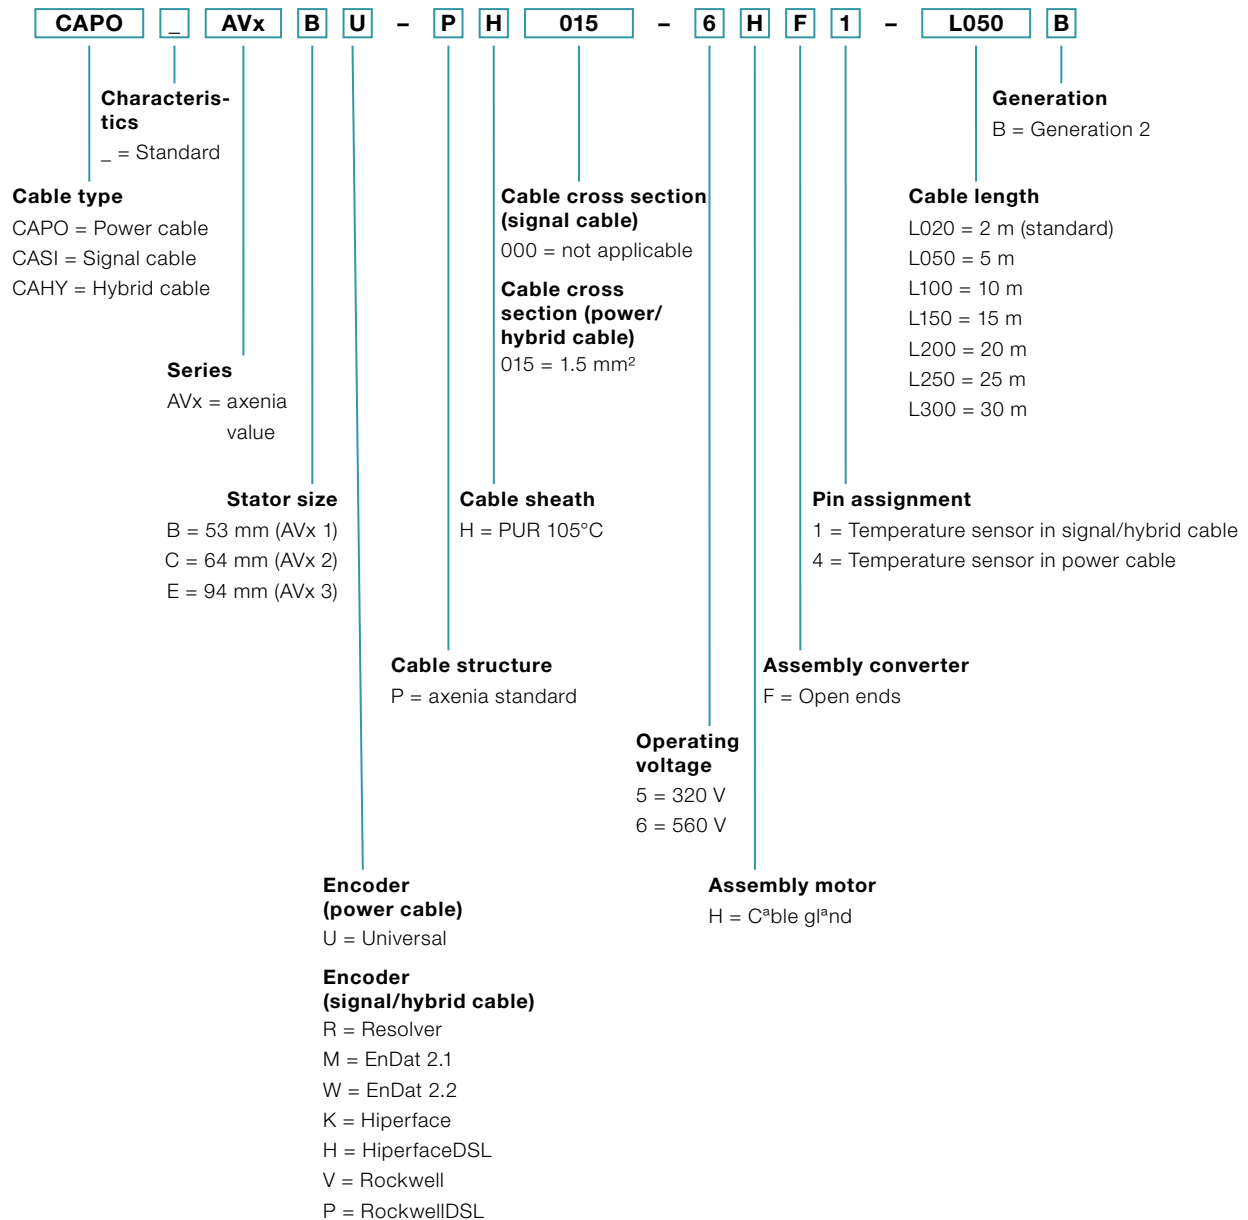 CAPO _ AVx B U – P H 015 – 6 H F 1 – L050 B
Characteris-
tics
_ = Standard
Generation
B = Generation 2
Cable type
CAPO = Power cable
CASI = Signal cable
CAHY = Hybrid cable
Cable cross section
(signal cable)
000 = not applicable
Cable cross
section (power/
hybrid cable)
015 = 1.5 mm²
Cable length
L020 = 2 m (standard)
L050 = 5 m
L100 = 10 m
L150 = 15 m
L200 = 20 m
L250 = 25 m
L300 = 30 m
Series
AVx = axenia
value
Stator size
B = 53 mm (AVx 1)
C = 64 mm (AVx 2)
E = 94 mm (AVx 3)
Cable sheath
H = PUR 105°C
Pin assignment
1 = Temperature sensor in signal/hybrid cable
4 = Temperature sensor in power cable
Cable structure
P = axenia standard
Assembly converter
F = Open ends
Operating
voltage
5 = 320 V
6 = 560 V
Encoder
(power cable)
U = Universal
Assembly motor
H = Cªble glªnd
Encoder
(signal/hybrid cable)
R = Resolver
M = EnDat 2.1
W = EnDat 2.2
K = Hiperface
H = HiperfaceDSL
V = Rockwell
P = RockwellDSL